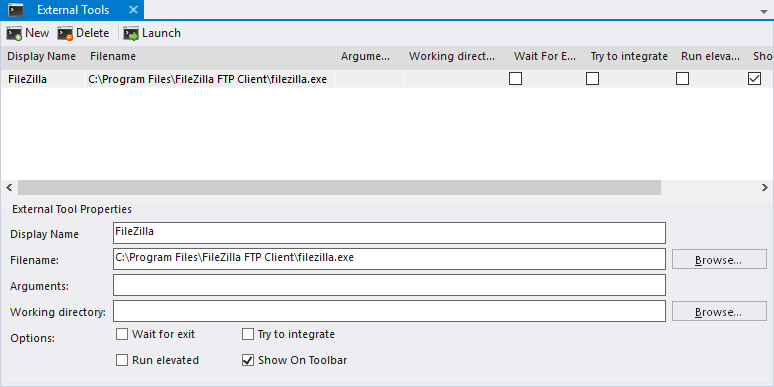 External Tools
New Delete Launch
Display Name Filename Argume... Working direct... Wait For E... Try to integrate Run eleva... Sho
FileZilla C:\Program Files\FileZilla FTP Client\filezilla.exe
External Tool Properties
Display Name FileZilla
Filename: C:\Program Files\FileZilla FTP Client\filezilla.exe Browse...
Arguments:
Working directory: Browse...
Options: Wait for exit Try to integrate
Run elevated Show On Toolbar